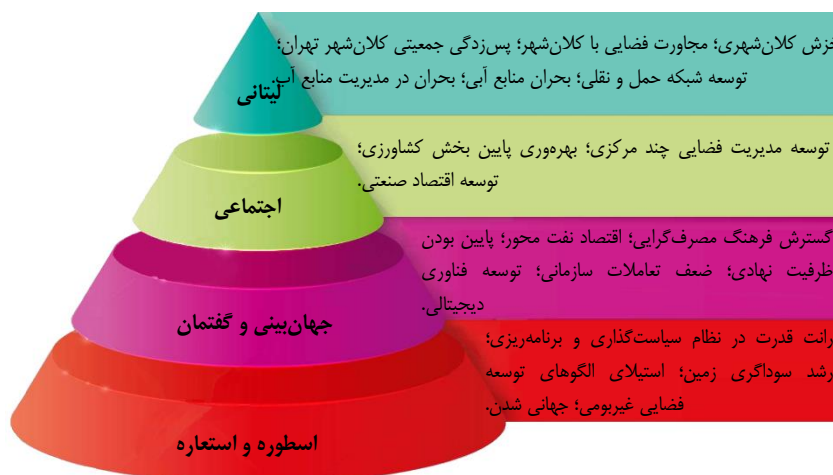 کلان‌شهری؛ مجاورت فضایی با کلان‌شهر؛ پس‌زدگی جمعیتی کلان‌شهر تهران؛
توسعه شبکه حمل و نقلی؛ بحران منابع آبی؛ بحران در مدیریت منابع آب.
لیتانی
توسعه مدیریت فضایی چند مرکزی؛ بهره‌وری پایین بخش کشاورزی؛
توسعه اقتصاد صنعتی.
اجتماعی
گسترش فرهنگ مصرف‌گرایی؛ اقتصاد نفت محور؛ پایین بودن
ظرفیت نهادی؛ ضعف تعاملات سازمانی؛ توسعه فناوری
دیجیتالی.
جهان‌بینی و گفتمان
رانت قدرت در نظام سیاست‌گذاری و برنامه‌ریزی؛
رشد سوداگری زمین؛ استیلای الگوهای توسعه
فضایی غیربومی؛ جهانی شدن.
اسطوره و استعاره